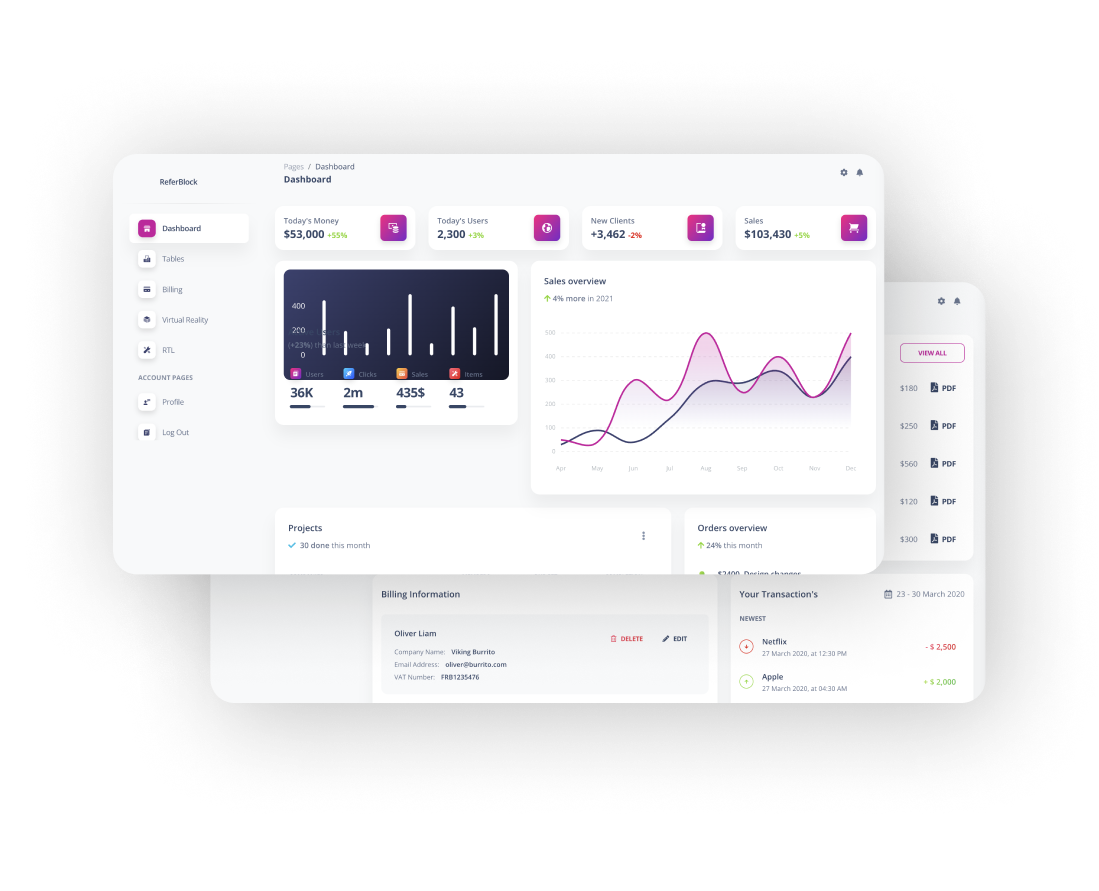 ReferBlock
Dashboard
Tables
Billing
Virtual Reality
RTL
ACCOUNT PAGES
Profile
Log Out
Pages / Dashboard
Dashboard
Today's Money
$53,000 +55%
Today's Users
2,300 +3%
New Clients
+3,462 -2%
Sales
$103,430 +5%
400
200
0
(+23%) than last week
Users
Clicks
Sales
Items
36K
2m
435$
43
Sales overview
4% more in 2021
500
400
300
200
100
0
Apr May Jun Jul Aug Sep Oct Nov Dec
Projects
30 done this month
Orders overview
24% this month
$2400, Design changes
VIEW ALL
$180 PDF
$250 PDF
$560 PDF
$120 PDF
$300 PDF
Billing Information
Oliver Liam
DELETE
EDIT
Company Name: Viking Burrito
Email Address: oliver@burrito.com
VAT Number: FRB1235476
Your Transaction's
23 - 30 March 2020
NEWEST
Netflix
27 March 2020, at 12:30 PM
- $ 2,500
Apple
27 March 2020, at 04:30 AM
+ $ 2,000